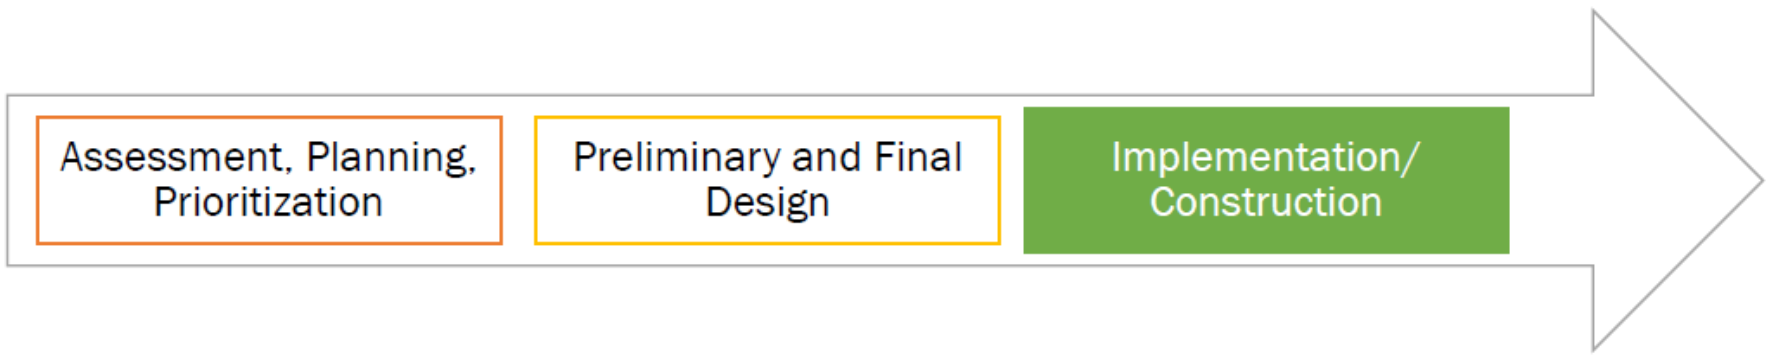 Assessment, Planning,
Prioritization
Preliminary and Final
Design
Implementation/
Construction